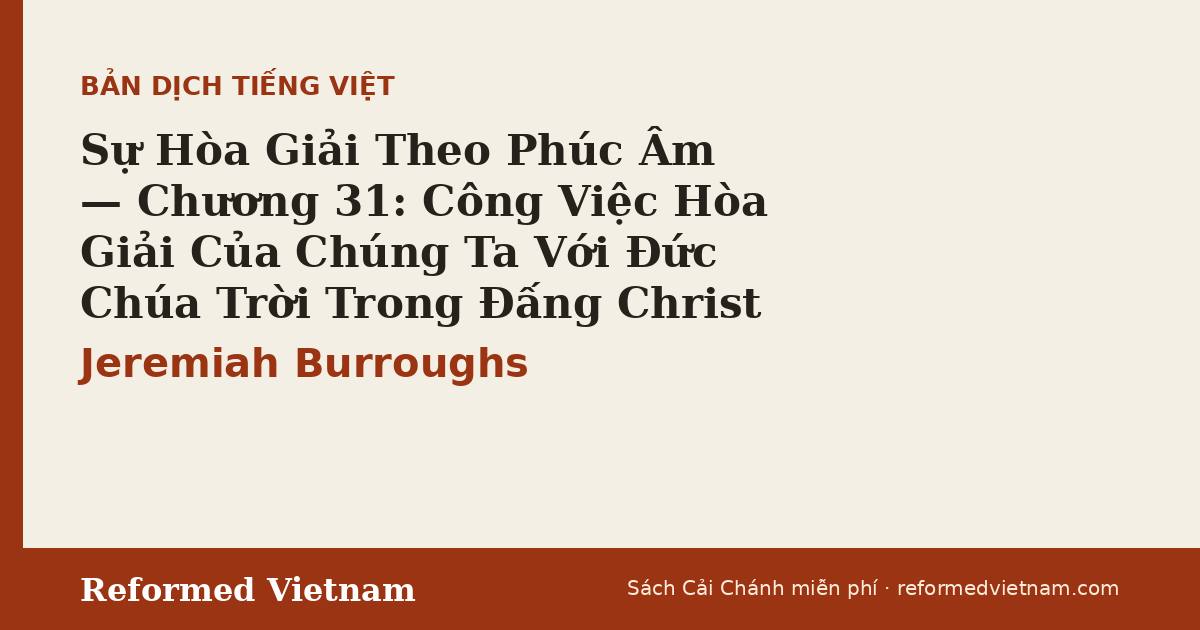 BẢN DỊCH TIẾNG VIỆT
Sự Hòa Giải Theo Phúc Âm
— Chương 31: Công Việc Hòa
Giải Của Chúng Ta Với Đức
Chúa Trời Trong Đấng Christ
Jeremiah Burroughs
Reformed Vietnam
Sách Cải Chánh miễn phí · reformedvietnam.com